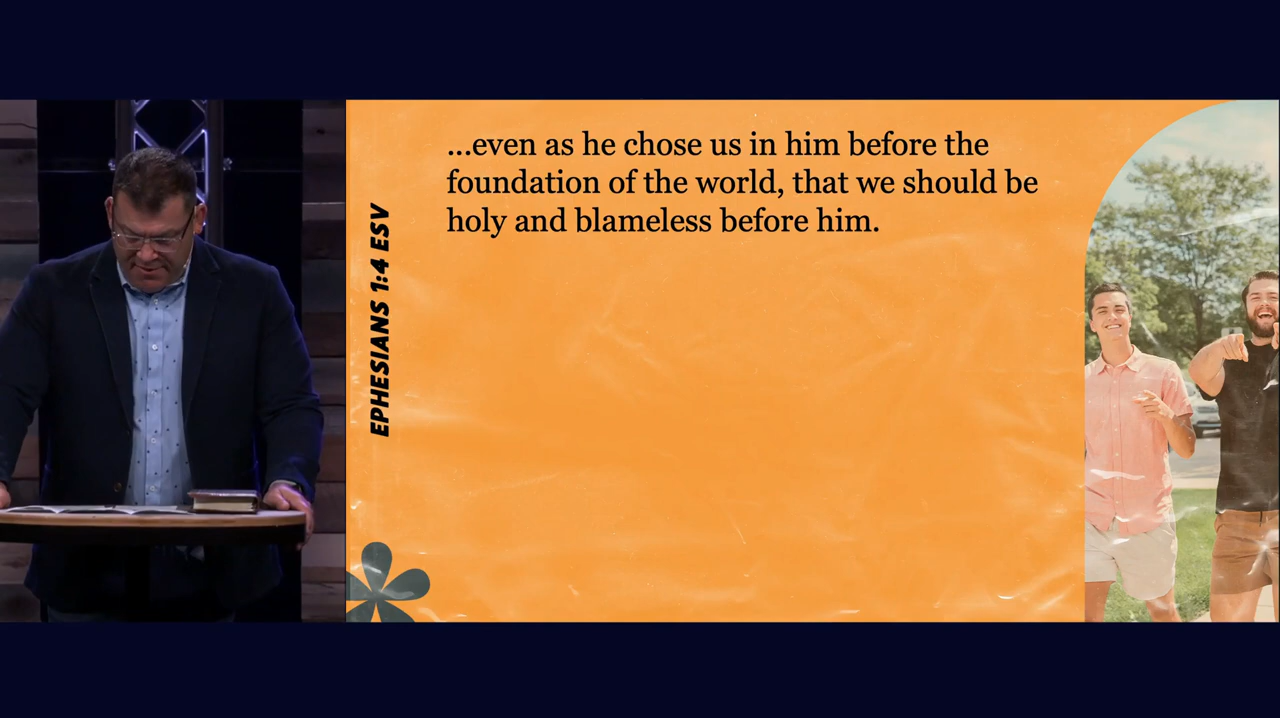 ...even as he chose us in him before the
foundation of the world, that we should be
holy and blameless before him.
EPHESIANS 1:4 ESV